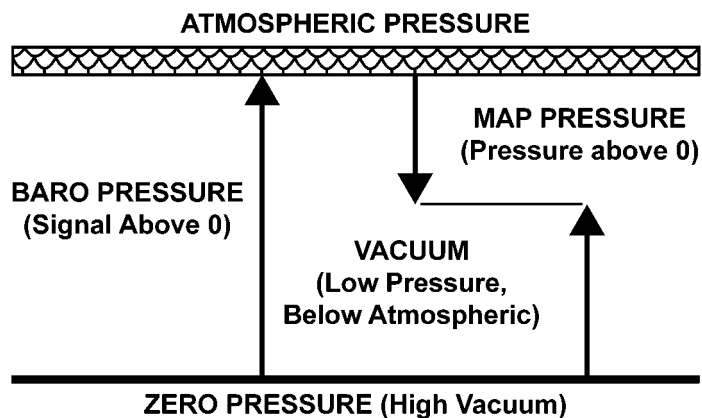 ATMOSPHERIC PRESSURE
MAP PRESSURE
(Pressure above 0)
BARO PRESSURE
(Signal Above 0)
VACUUM
(Low Pressure,
Below Atmospheric)
ZERO PRESSURE (High Vacuum)